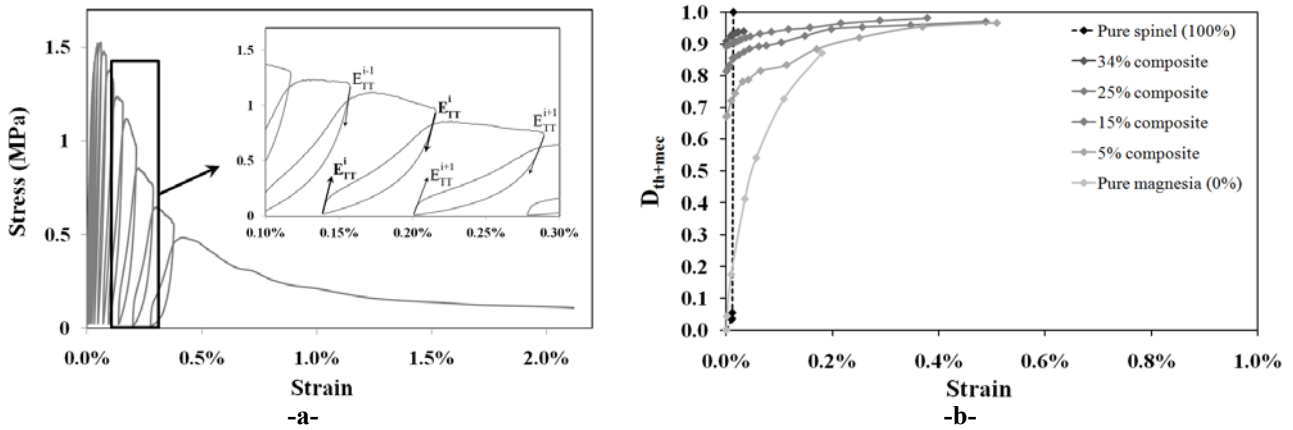 Stress (MPa)
1.5
1
0.5
0
0.0%
0.5%
1.0%
1.5%
2.0%
Strain
-a-
1.5
1
0.5
0
0.10%
0.15%
0.20%
0.25%
0.30%
E_TT^i-1
E_TT^i
E_TT^i+1
E_TT^i
E_TT^i+1
D_th+mec
1.0
0.9
0.8
0.7
0.6
0.5
0.4
0.3
0.2
0.1
0.0
0.0%
0.2%
0.4%
0.6%
0.8%
1.0%
Strain
-b-
Pure spinel (100%)
34% composite
25% composite
15% composite
5% composite
Pure magnesia (0%)